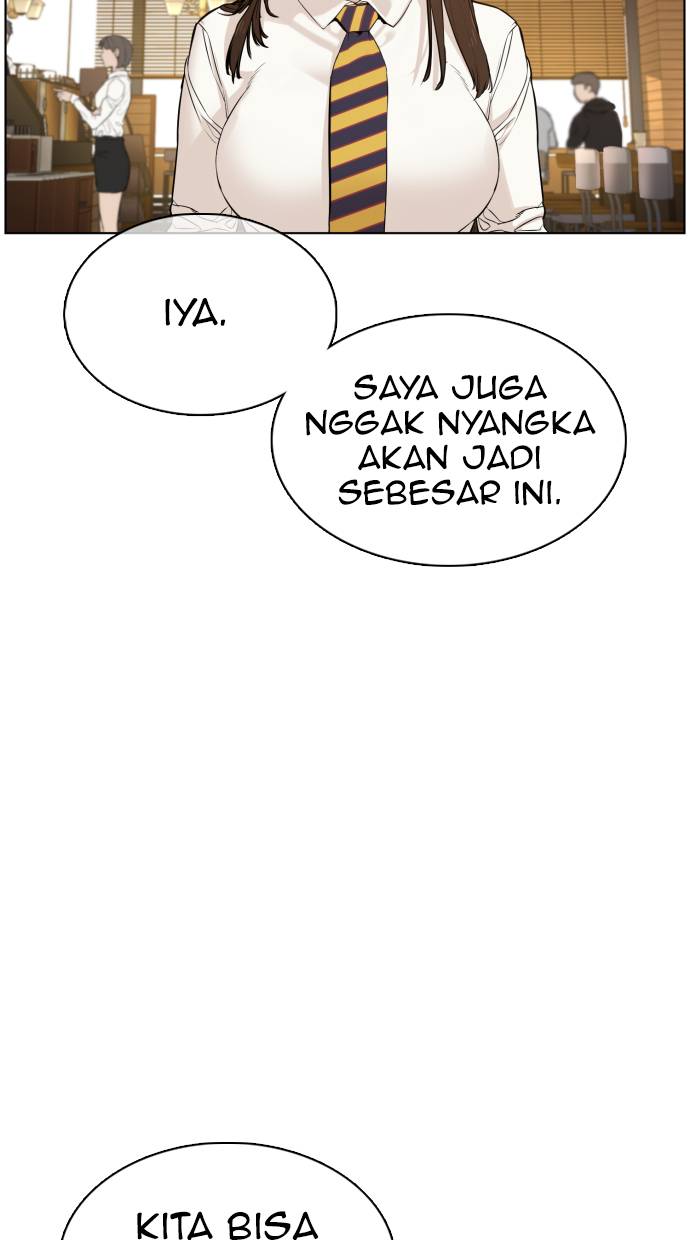 IYA.
SAYA JUGA
NGGAK NYANGKA
AKAN JADI
SEBESAR INI.
KITA BISA